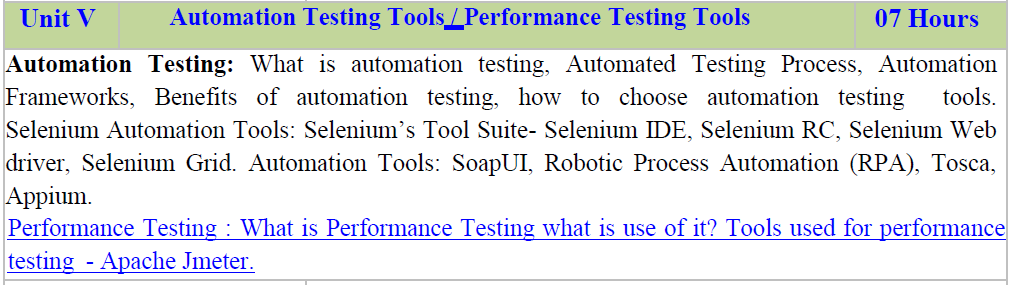 Unit V Automation Testing Tools / Performance Testing Tools 07 Hours
Automation Testing: What is automation testing, Automated Testing Process, Automation
Frameworks, Benefits of automation testing, how to choose automation testing tools.
Selenium Automation Tools: Selenium’s Tool Suite- Selenium IDE, Selenium RC, Selenium Web
driver, Selenium Grid. Automation Tools: SoapUI, Robotic Process Automation (RPA), Tosca,
Appium.
Performance Testing : What is Performance Testing what is use of it? Tools used for performance
testing - Apache Jmeter.